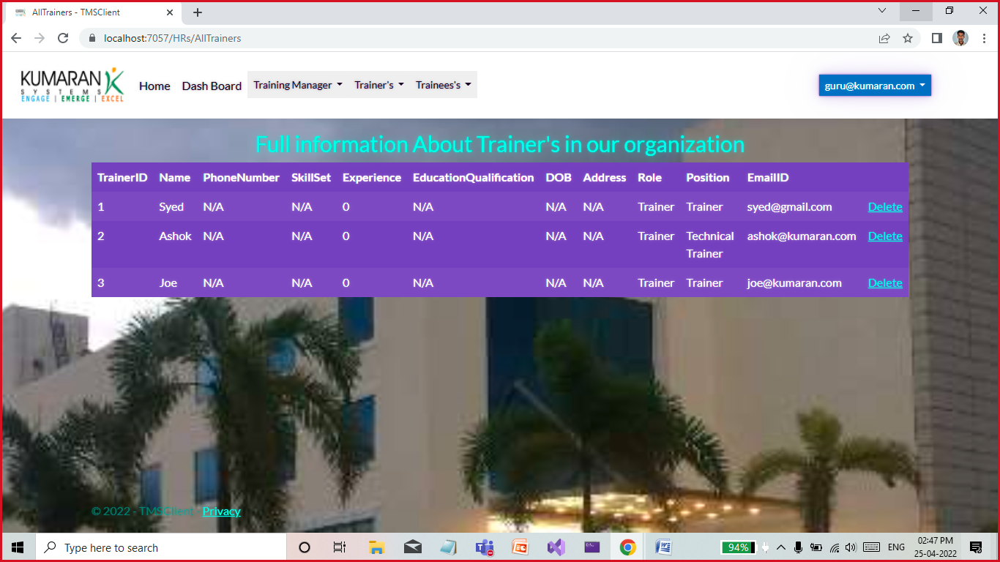 AllTrainers - TMSClient
localhost:7057/HRs/AllTrainers
KUMARAN
SYSTEMS
ENGAGE | EMERGE | EXCEL
Home Dash Board Training Manager Trainer's Trainees's guru@kumaran.com
Full information About Trainer's in our organization
TrainerID Name PhoneNumber SkillSet Experience EducationQualification DOB Address Role Position EmailID
1 Syed N/A N/A 0 N/A N/A N/A Trainer Trainer syed@gmail.com Delete
2 Ashok N/A N/A 0 N/A N/A N/A Trainer Technical Trainer ashok@kumaran.com Delete
3 Joe N/A N/A 0 N/A N/A N/A Trainer Trainer joe@kumaran.com Delete
© 2022 - TMSClient - Privacy
Type here to search
94%
ENG
02:47 PM
25-04-2022